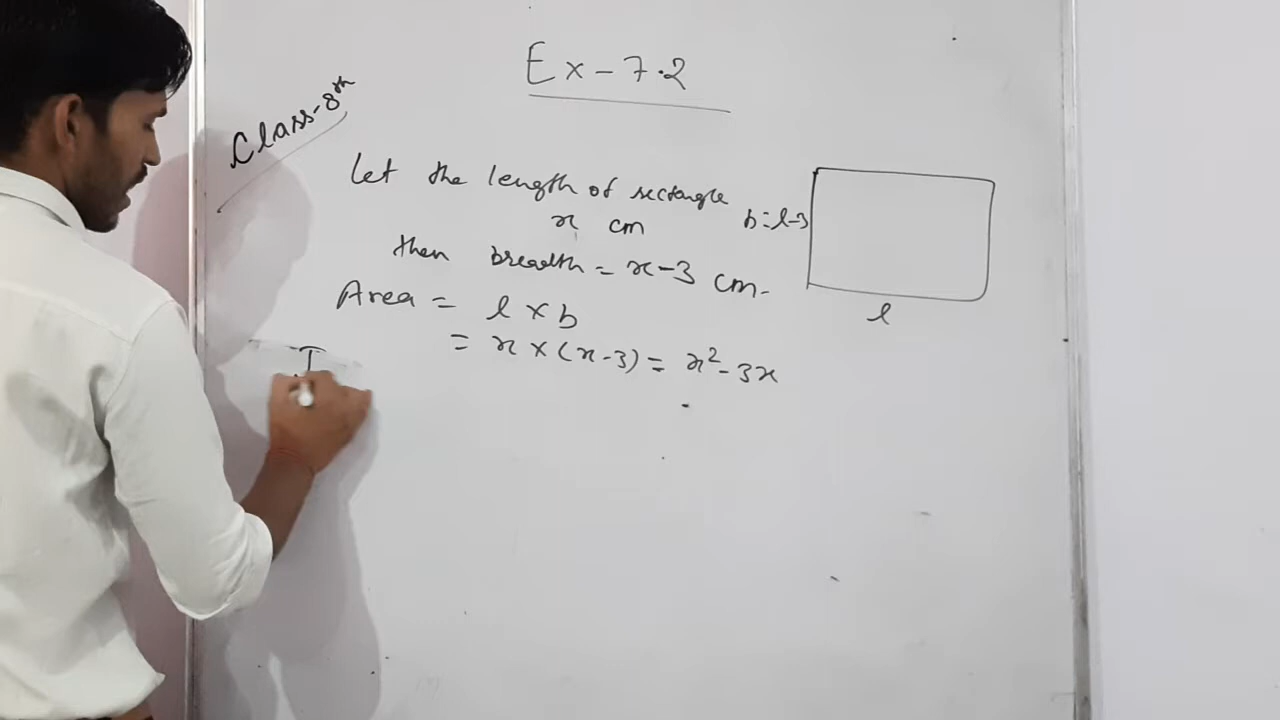 Ex-7.2
Class-8th
Let the length of rectangle
x cm
then breadth = x-3 cm.
Area = l x b
= x x (x-3) = x²-3x
b=l-3
l
I